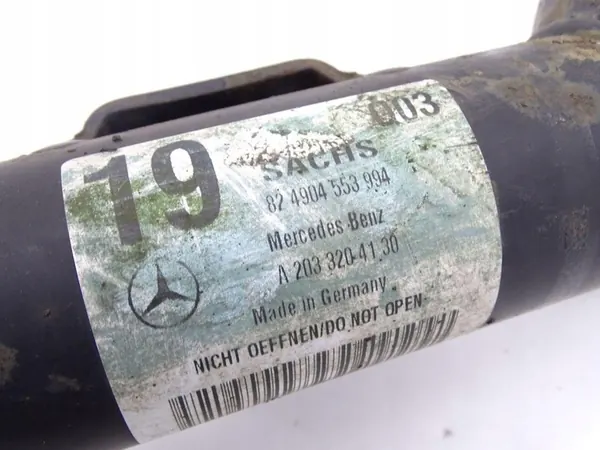 003
19
SACHS
82 4904 553 994
Mercedes Benz
A 203 320 41 30
Made in Germany
NICHT OEFFNEN/DO NOT OPEN